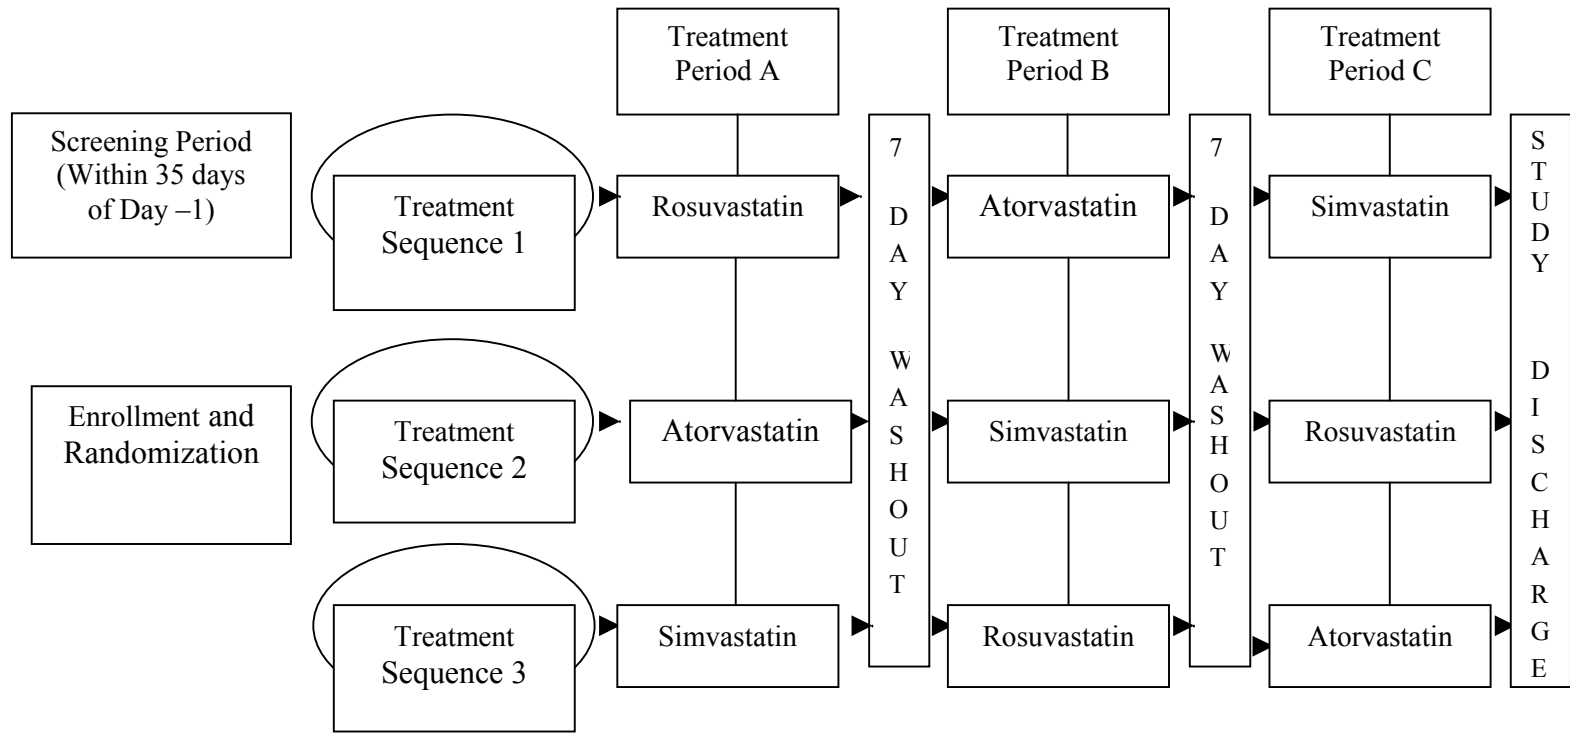 Treatment
Period A
Treatment
Period B
Treatment
Period C
Screening Period
(Within 35 days
of Day –1)
Treatment
Sequence 1
Rosuvastatin
7 DAY WASHOUT
Atorvastatin
7 DAY WASHOUT
Simvastatin
STUDY DISCHARGE
Enrollment and
Randomization
Treatment
Sequence 2
Atorvastatin
Simvastatin
Rosuvastatin
Treatment
Sequence 3
Simvastatin
Rosuvastatin
Atorvastatin